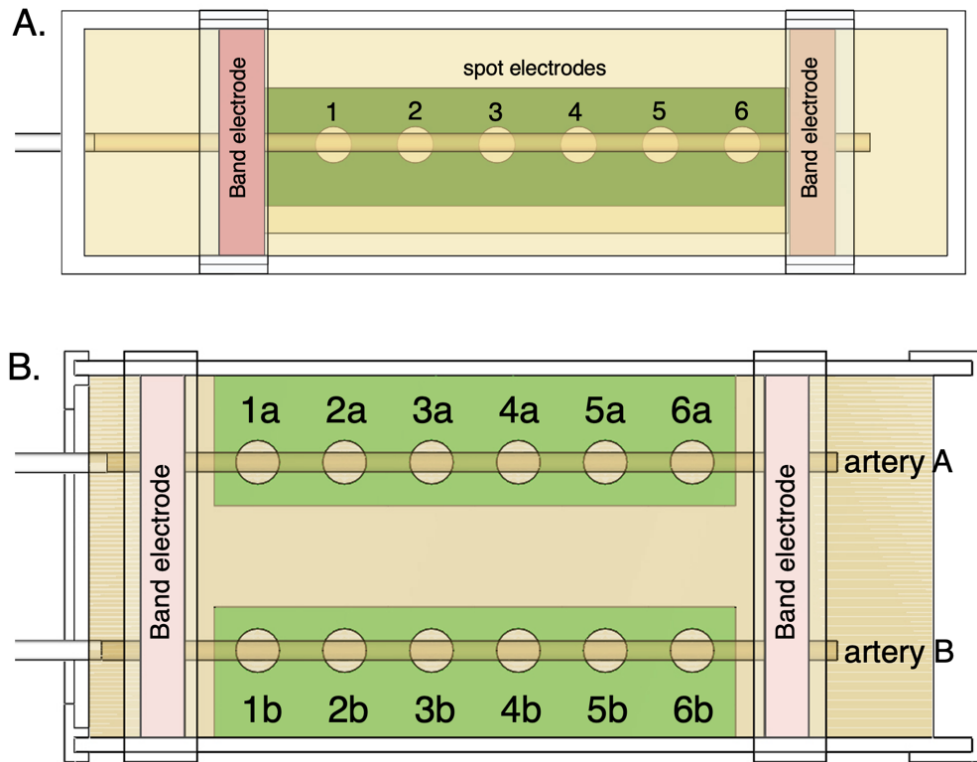 A.
spot electrodes
Band electrode
1 2 3 4 5 6
Band electrode
B.
1a 2a 3a 4a 5a 6a
artery A
Band electrode
Band electrode
artery B
1b 2b 3b 4b 5b 6b